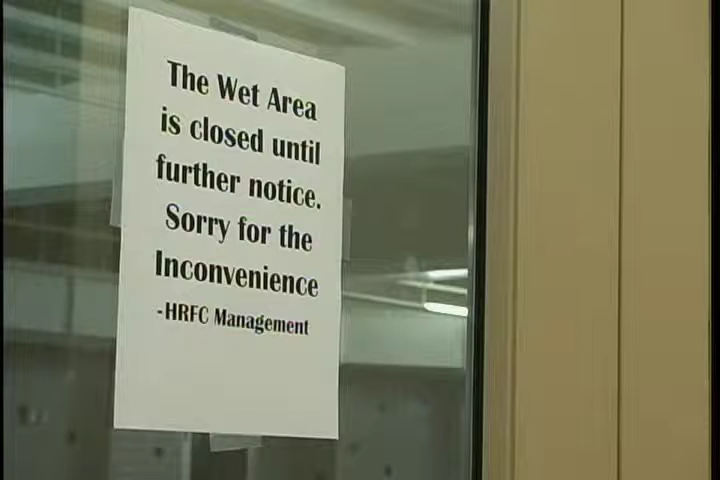 The Wet Area
is closed until
further notice.
Sorry for the
Inconvenience
-HRFC Management